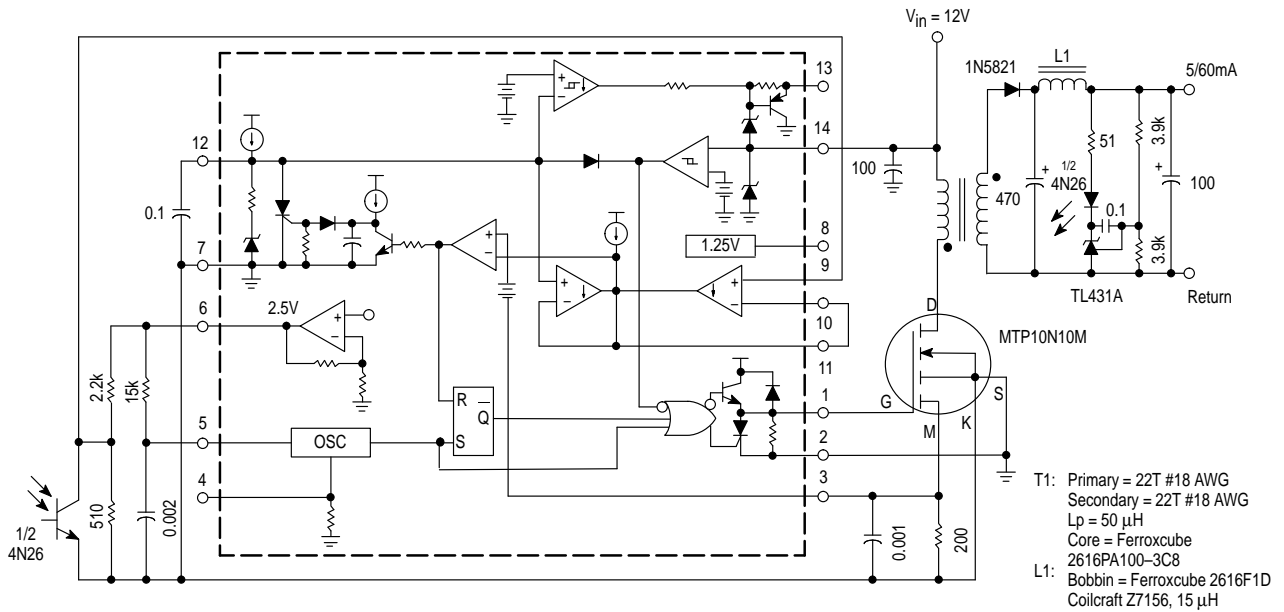 Vin = 12V
1N5821
L1
5/60mA
13
14
12
100
51
3.9k
470
+
1/2
4N26
0.1
+
100
0.1
7
1.25V
8
9
3.9k
TL431A
Return
6
2.5V
10
D
MTP10N10M
11
2.2k
15k
R
Q
S
1
G
S
5
OSC
2
M
K
4
3
510
0.002
1/2
4N26
0.001
200
T1: Primary = 22T #18 AWG
Secondary = 22T #18 AWG
Lp = 50 μH
Core = Ferroxcube
2616PA100–3C8
L1: Bobbin = Ferroxcube 2616F1D
Coilcraft Z7156, 15 μH